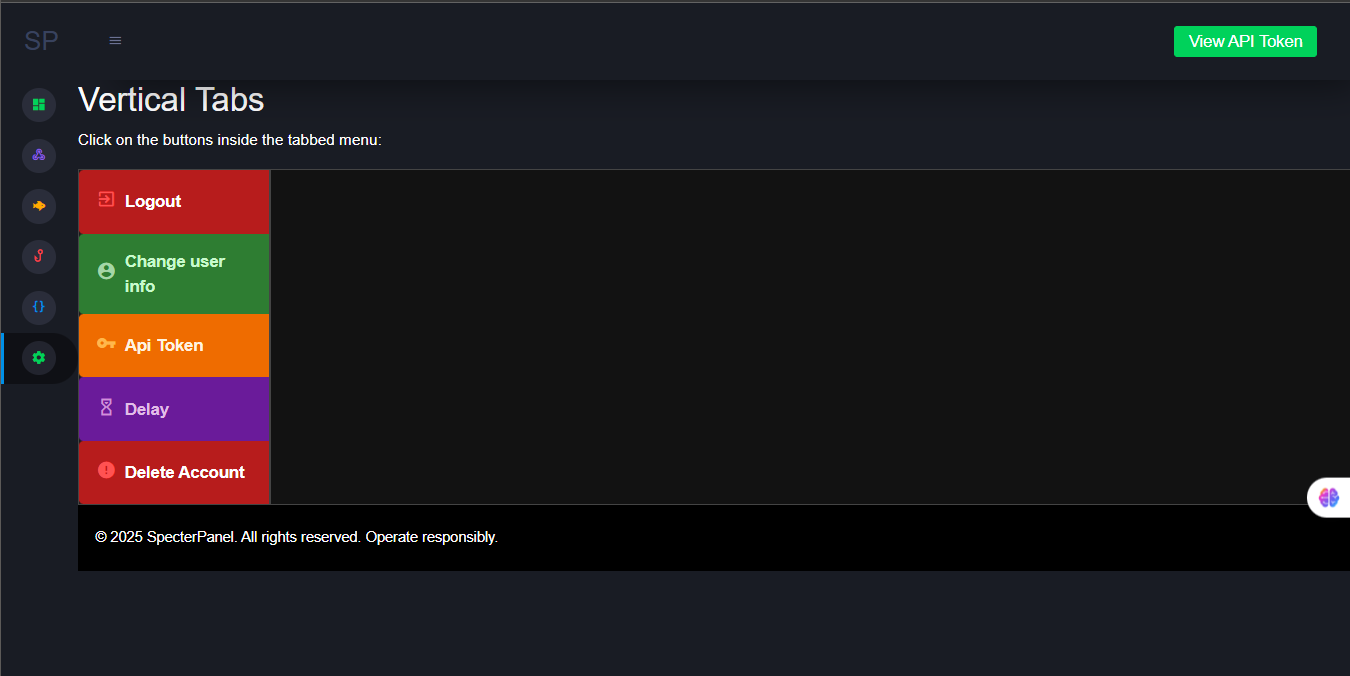 SP
View API Token
Vertical Tabs
Click on the buttons inside the tabbed menu:
Logout
Change user
info
Api Token
Delay
Delete Account
© 2025 SpecterPanel. All rights reserved. Operate responsibly.